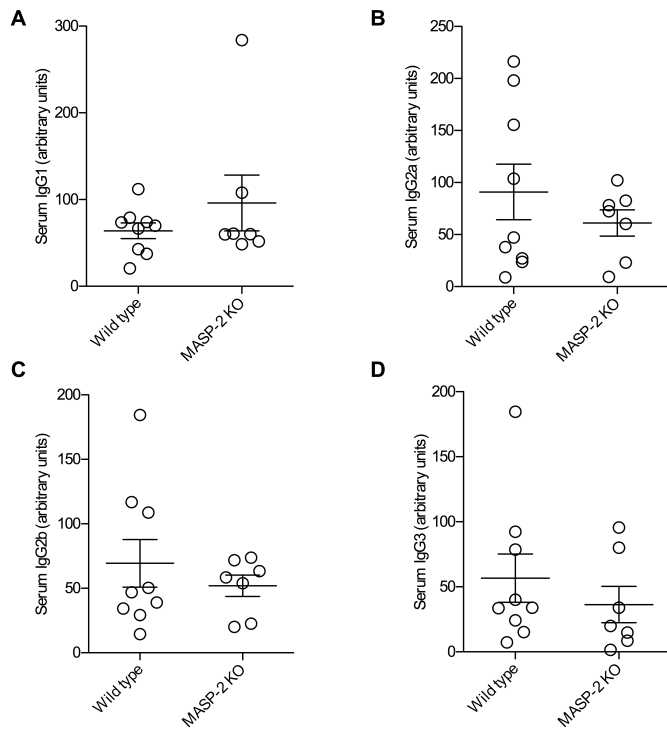 A
Serum IgG1 (arbitrary units)
300
200
100
0
Wild type
MASP-2 KO
B
Serum IgG2a (arbitrary units)
250
200
150
100
50
0
Wild type
MASP-2 KO
C
Serum IgG2b (arbitrary units)
200
150
100
50
0
Wild type
MASP-2 KO
D
Serum IgG3 (arbitrary units)
200
150
100
50
0
Wild type
MASP-2 KO